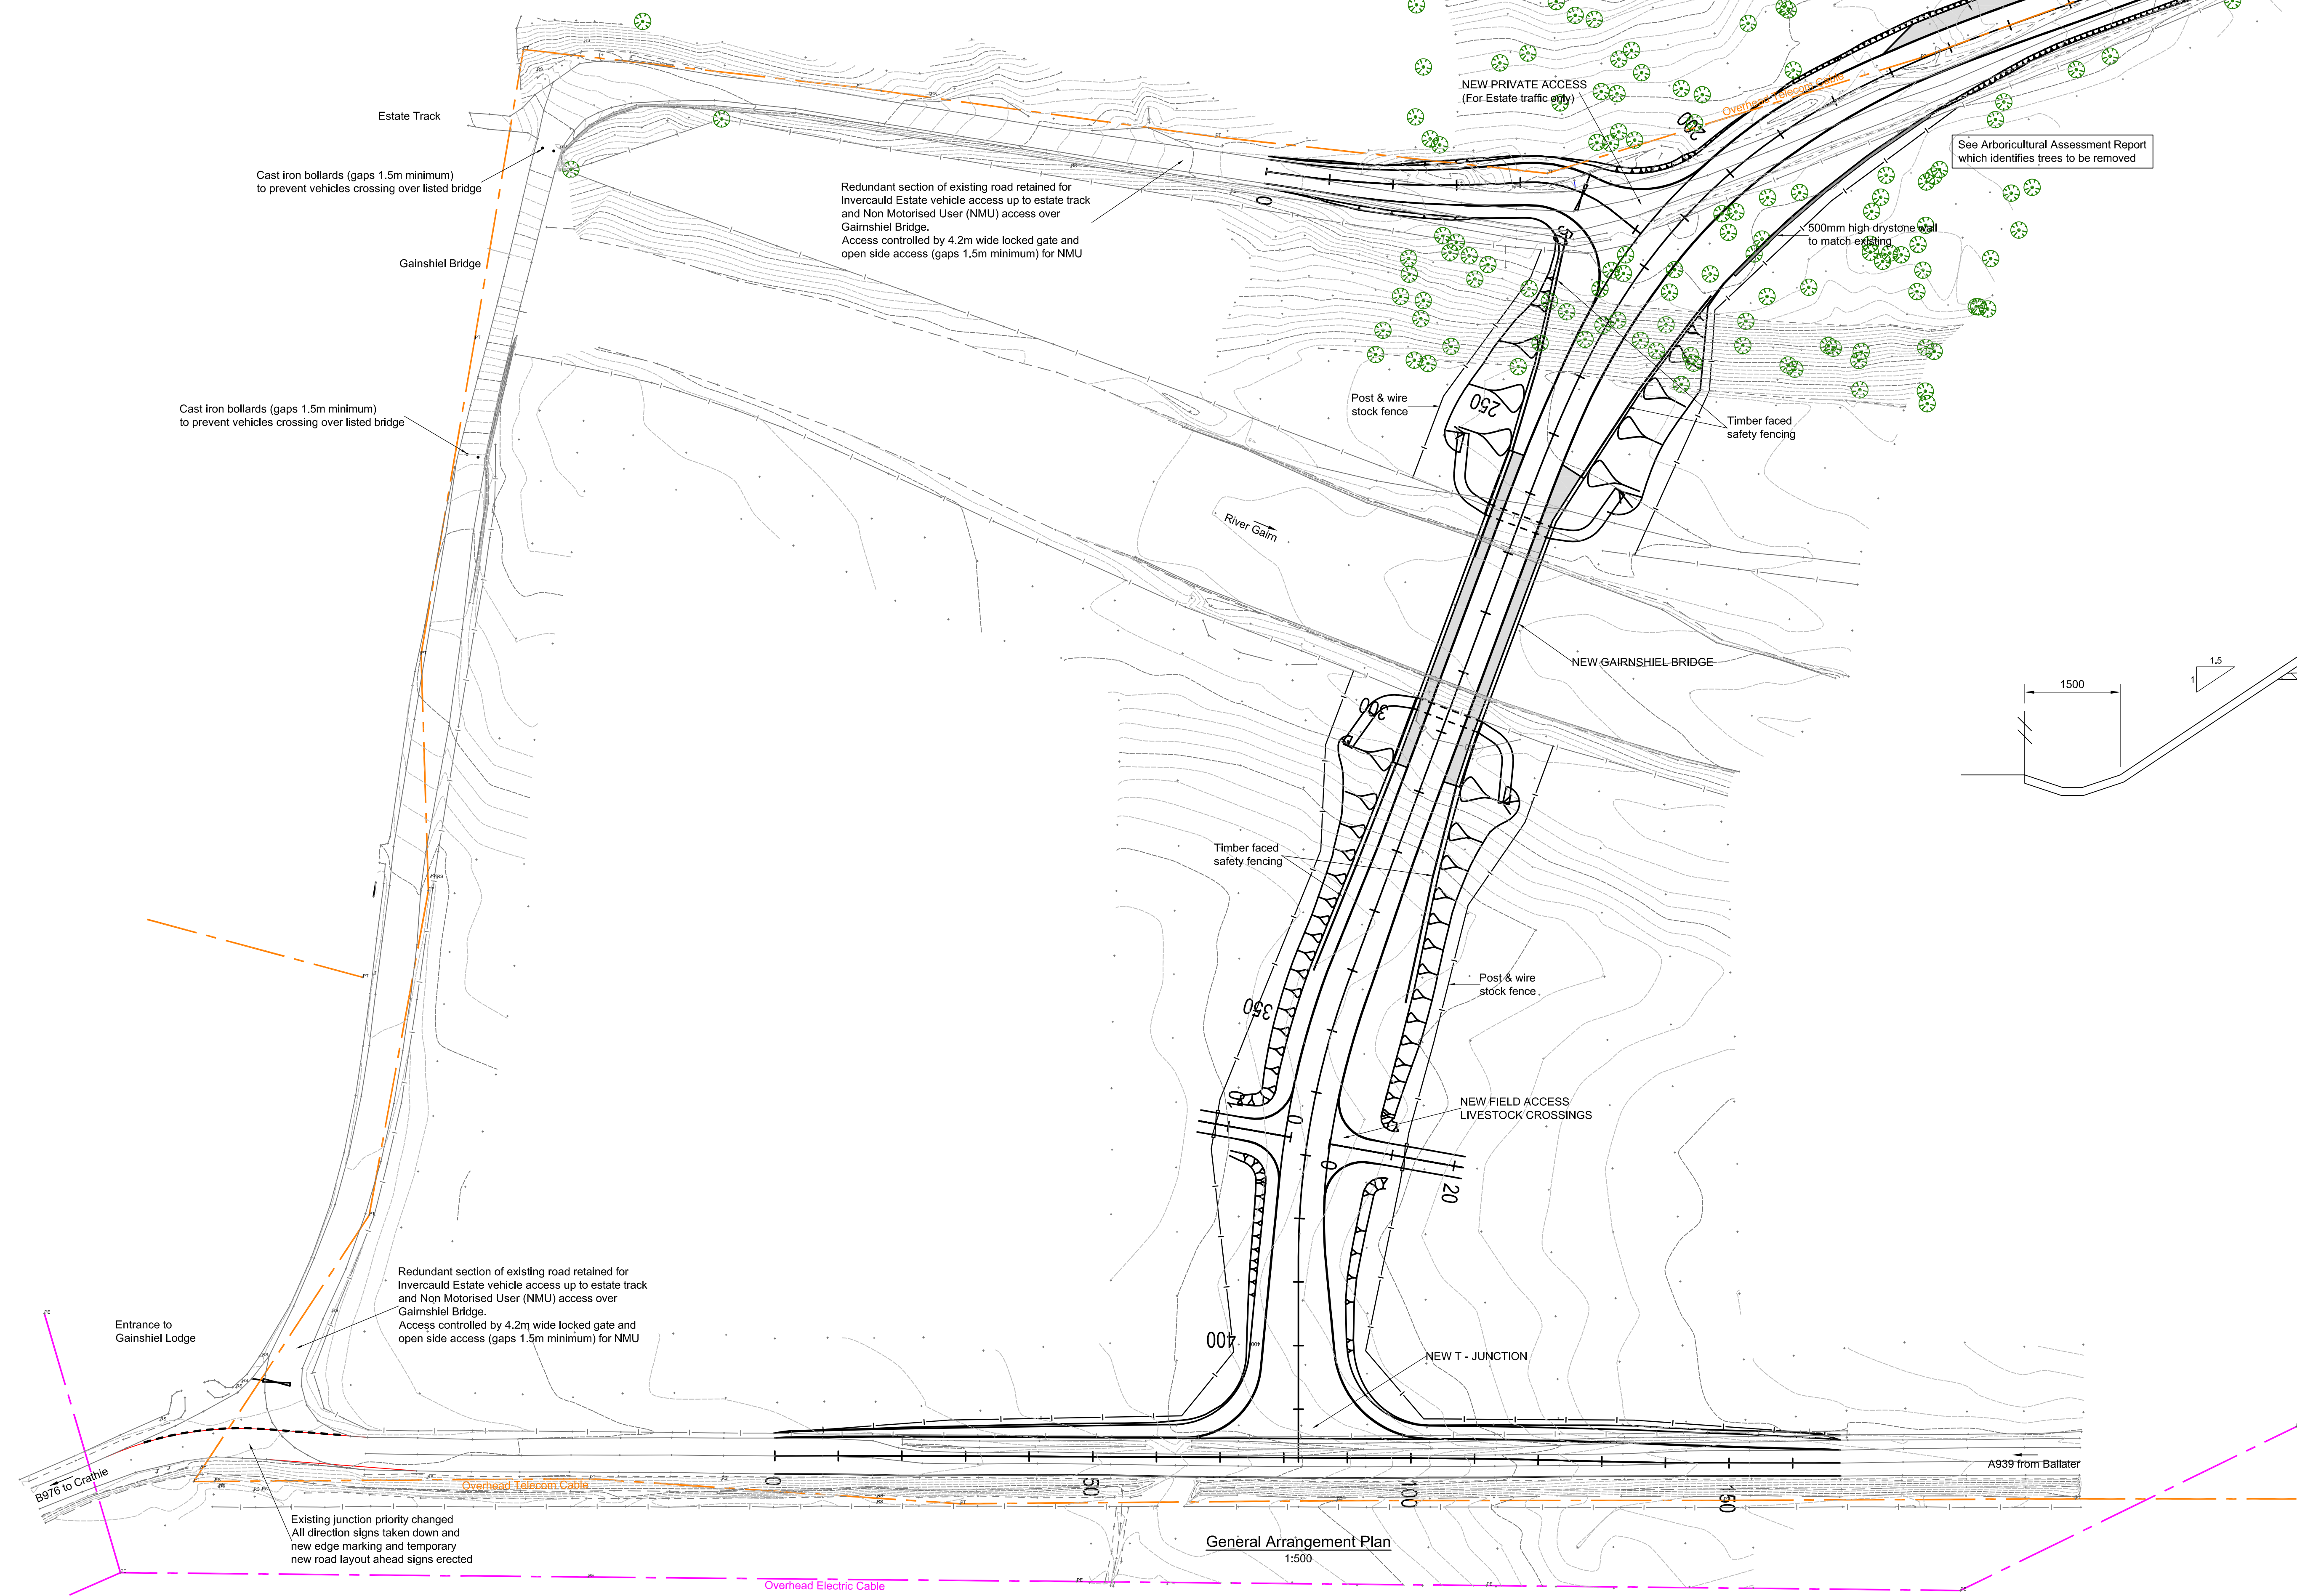 Estate Track
Cast iron bollards (gaps 1.5m minimum)
to prevent vehicles crossing over listed bridge
Gainshiel Bridge
Cast iron bollards (gaps 1.5m minimum)
to prevent vehicles crossing over listed bridge
Redundant section of existing road retained for
Invercauld Estate vehicle access up to estate track
and Non Motorised User (NMU) access over
Gairnshiel Bridge.
Access controlled by 4.2m wide locked gate and
open side access (gaps 1.5m minimum) for NMU
NEW PRIVATE ACCESS
(For Estate traffic only)
Overhead Telecom Cable
200
See Arboricultural Assessment Report
which identifies trees to be removed
500mm high drystone wall
to match existing
0
Post & wire
stock fence
250
Timber faced
safety fencing
River Gairn
NEW GAIRNSHIEL BRIDGE
1.5
1
1500
300
Timber faced
safety fencing
Post & wire
stock fence
350
10
0
NEW FIELD ACCESS
LIVESTOCK CROSSINGS
0
20
Redundant section of existing road retained for
Invercauld Estate vehicle access up to estate track
and Non Motorised User (NMU) access over
Gairnshiel Bridge.
Access controlled by 4.2m wide locked gate and
open side access (gaps 1.5m minimum) for NMU
Entrance to
Gainshiel Lodge
400
400
NEW T - JUNCTION
B976 to Crathie
A939 from Ballater
Overhead Telecom Cable
0
50
100
150
Existing junction priority changed
All direction signs taken down and
new edge marking and temporary
new road layout ahead signs erected
General Arrangement Plan
1:500
Overhead Electric Cable